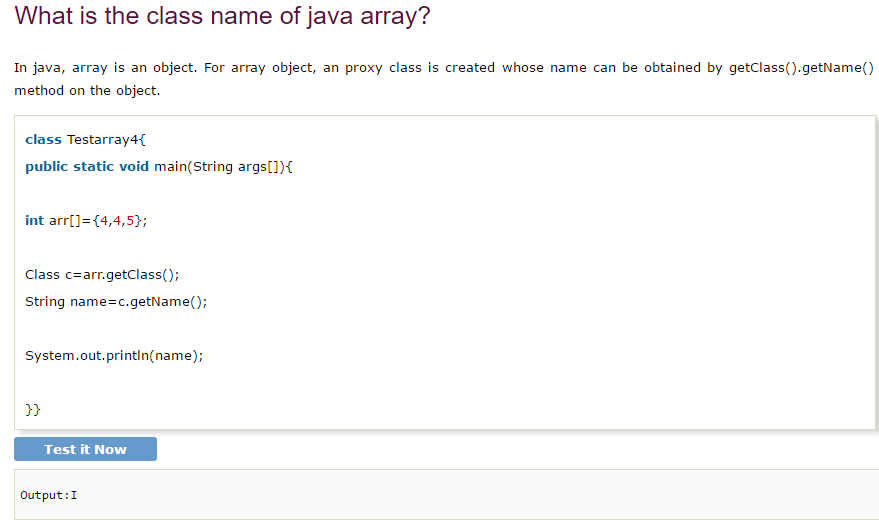 What is the class name of java array?
In java, array is an object. For array object, an proxy class is created whose name can be obtained by getClass().getName()
method on the object.
class Testarray4{
public static void main(String args[]){
int arr[]={4,4,5};
Class c=arr.getClass();
String name=c.getName();
System.out.println(name);
}}
Test it Now
Output:I